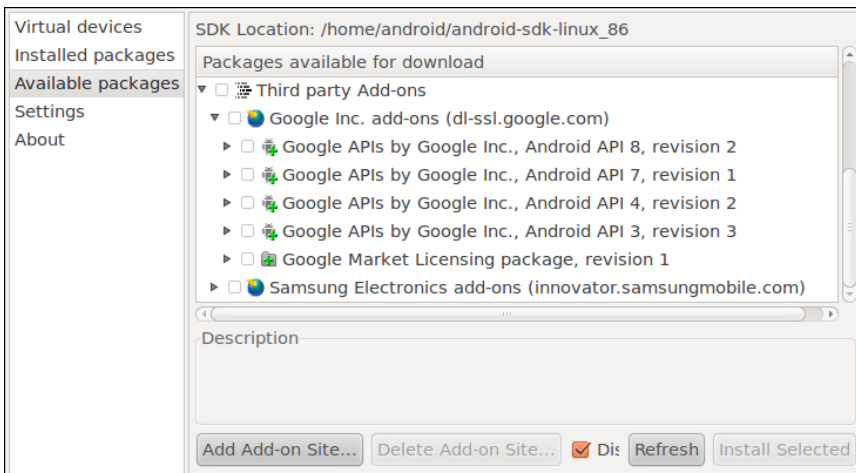 Virtual devices
Installed packages
Available packages
Settings
About
SDK Location: /home/android/android-sdk-linux_86
Packages available for download
Third party Add-ons
Google Inc. add-ons (dl-ssl.google.com)
Google APIs by Google Inc., Android API 8, revision 2
Google APIs by Google Inc., Android API 7, revision 1
Google APIs by Google Inc., Android API 4, revision 2
Google APIs by Google Inc., Android API 3, revision 3
Google Market Licensing package, revision 1
Samsung Electronics add-ons (innovator.samsungmobile.com)
Description
Add Add-on Site... Delete Add-on Site... Dis Refresh Install Selected